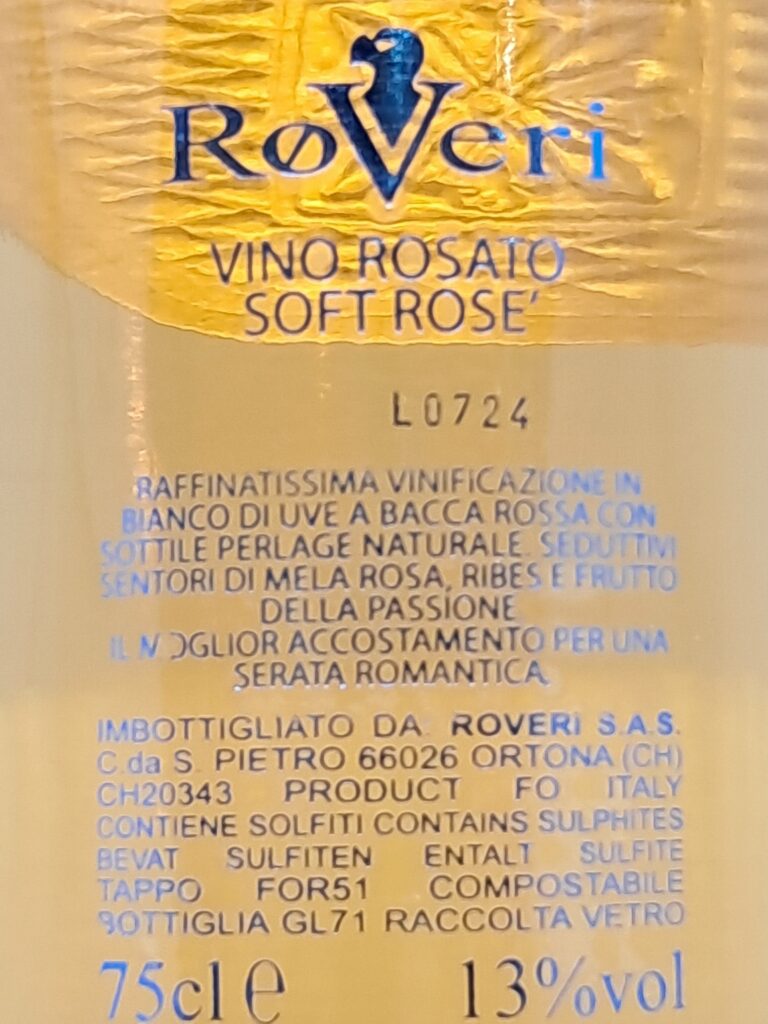 RøVeri
VINO ROSATO
SOFT ROSE'
L0724
RAFFINATISSIMA VINIFICAZIONE IN
BIANCO DI UVE A BACCA ROSSA CON
SOTTILE PERLAGE NATURALE. SEDUTTIVI
SENTORI DI MELA ROSA, RIBES E FRUTTO
DELLA PASSIONE.
IL MOGLIOR ACCOSTAMENTO PER UNA
SERATA ROMANTICA.
IMBOTTIGLIATO DA: ROVERI S.A.S.
C.da S. PIETRO 66026 ORTONA (CH)
CH20343 PRODUCT FO ITALY
CONTIENE SOLFITI CONTAINS SULPHITES
BEVAT SULFITEN ENTALT SULFITE
TAPPO FOR51 COMPOSTABILE
BOTTIGLIA GL71 RACCOLTA VETRO
75cl e 13%vol